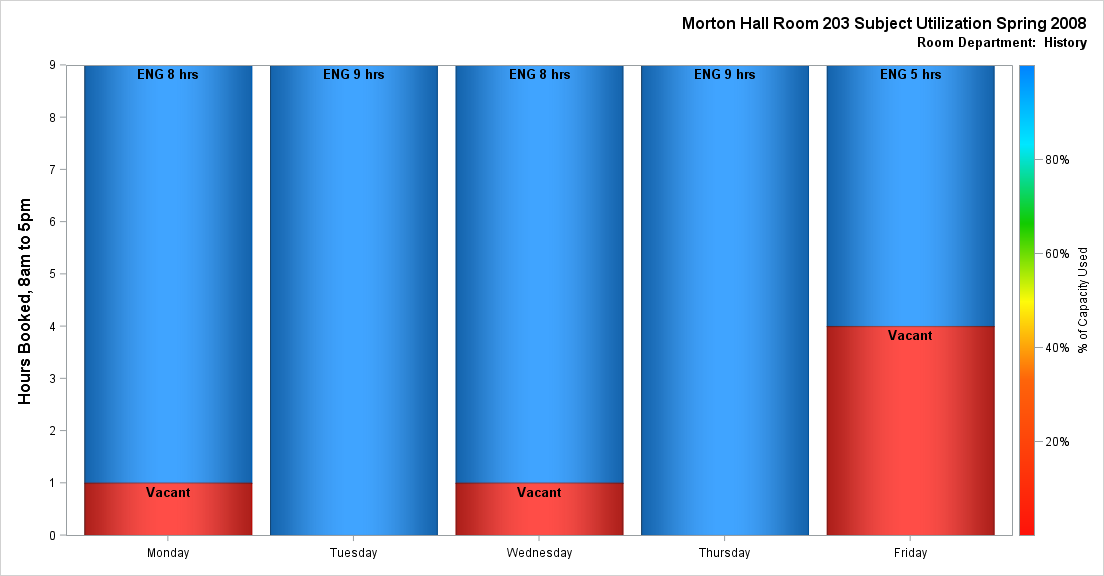 Morton Hall Room 203 Subject Utilization Spring 2008
Room Department:  History
Hours Booked, 8am to 5pm
9
8
7
6
5
4
3
2
1
0
ENG 8 hrs
ENG 9 hrs
ENG 8 hrs
ENG 9 hrs
ENG 5 hrs
Vacant
Vacant
Vacant
Monday
Tuesday
Wednesday
Thursday
Friday
80%
60%
40%
20%
% of Capacity Used